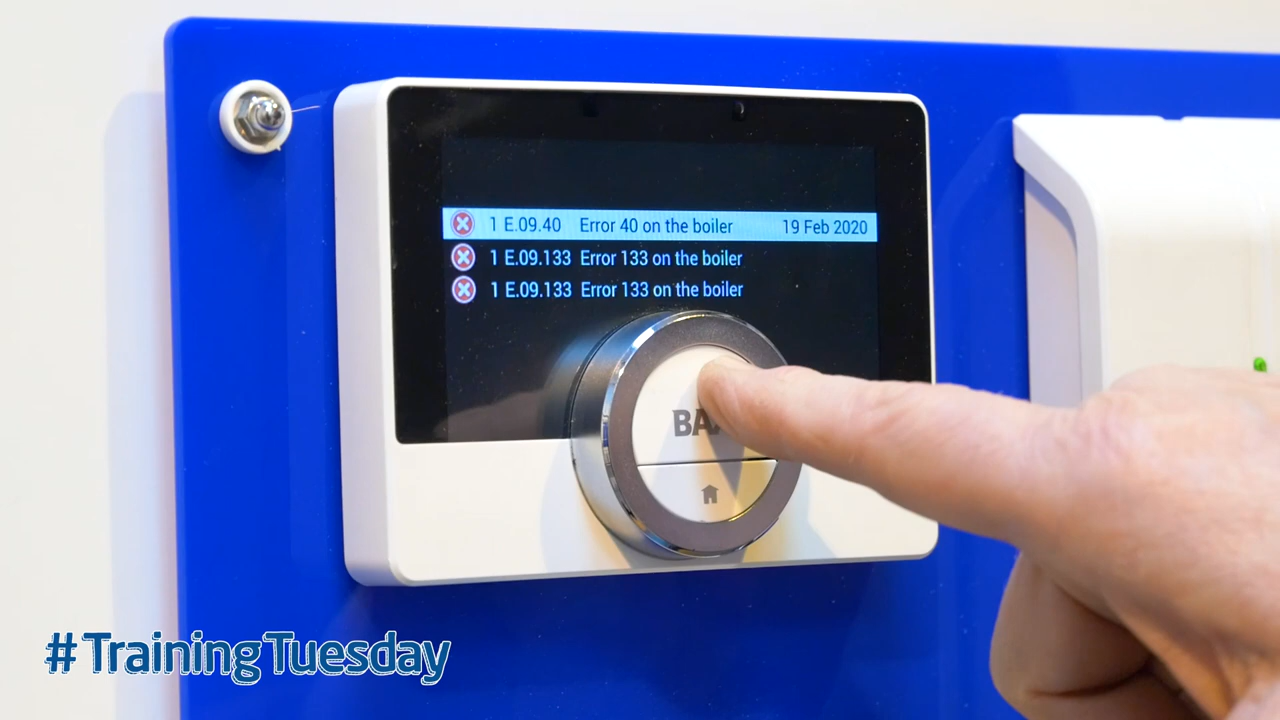 1 E.09.40 Error 40 on the boiler 19 Feb 2020
1 E.09.133 Error 133 on the boiler
1 E.09.133 Error 133 on the boiler
BAX
#TrainingTuesday